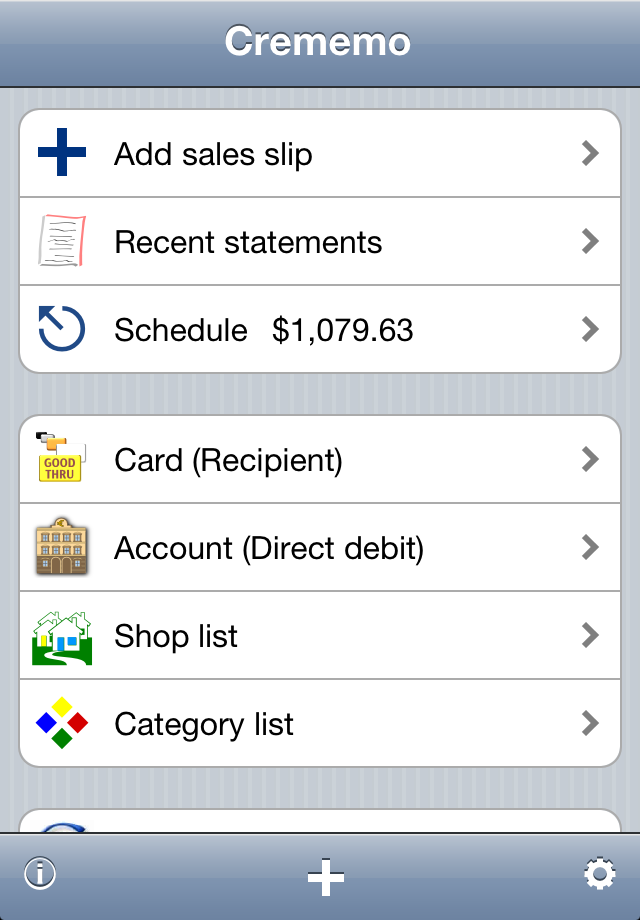 Crememo
Add sales slip
Recent statements
Schedule $1,079.63
GOOD
THRU
Card (Recipient)
Account (Direct debit)
Shop list
Category list